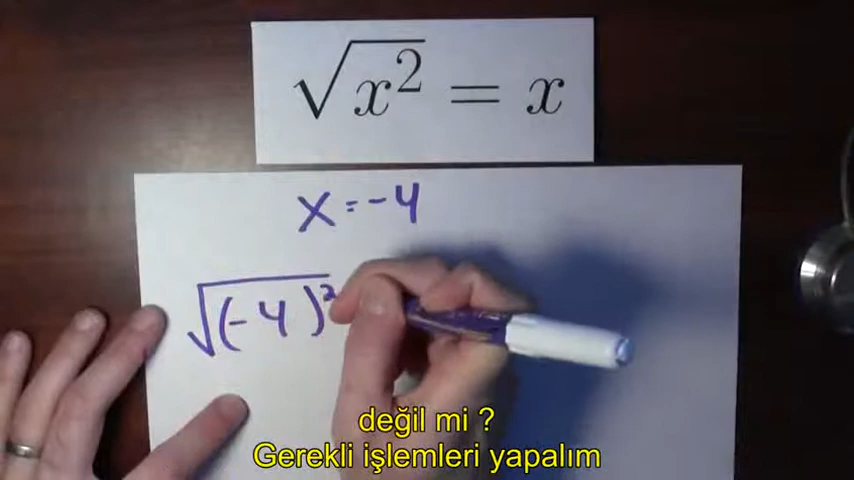 √x² = x
x = -4
√(-4)²
değil mi ?
Gerekli işlemleri yapalım